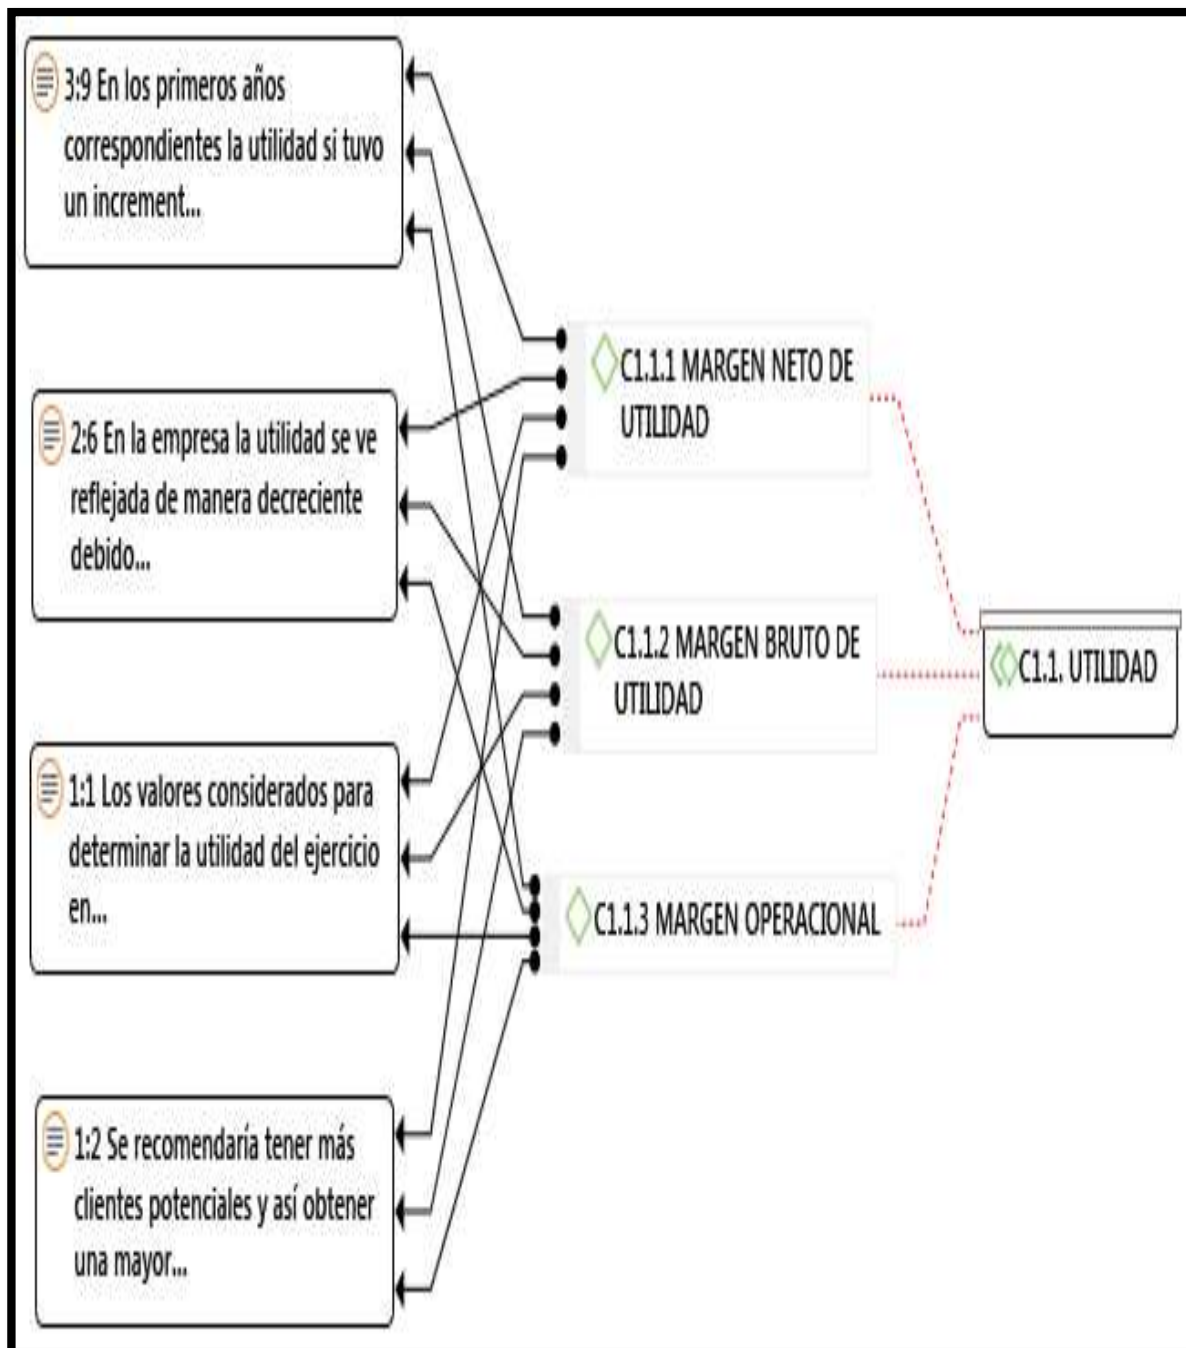 3:9 En los primeros años
correspondientes la utilidad si tuvo
un increment...
2:6 En la empresa la utilidad se ve
reflejada de manera decreciente
debido...
1:1 Los valores considerados para
determinar la utilidad del ejercicio
en...
1:2 Se recomendaría tener más
clientes potenciales y así obtener
una mayor...
C1.1.1 MARGEN NETO DE
UTILIDAD
C1.1.2 MARGEN BRUTO DE
UTILIDAD
C1.1.3 MARGEN OPERACIONAL
C1.1. UTILIDAD